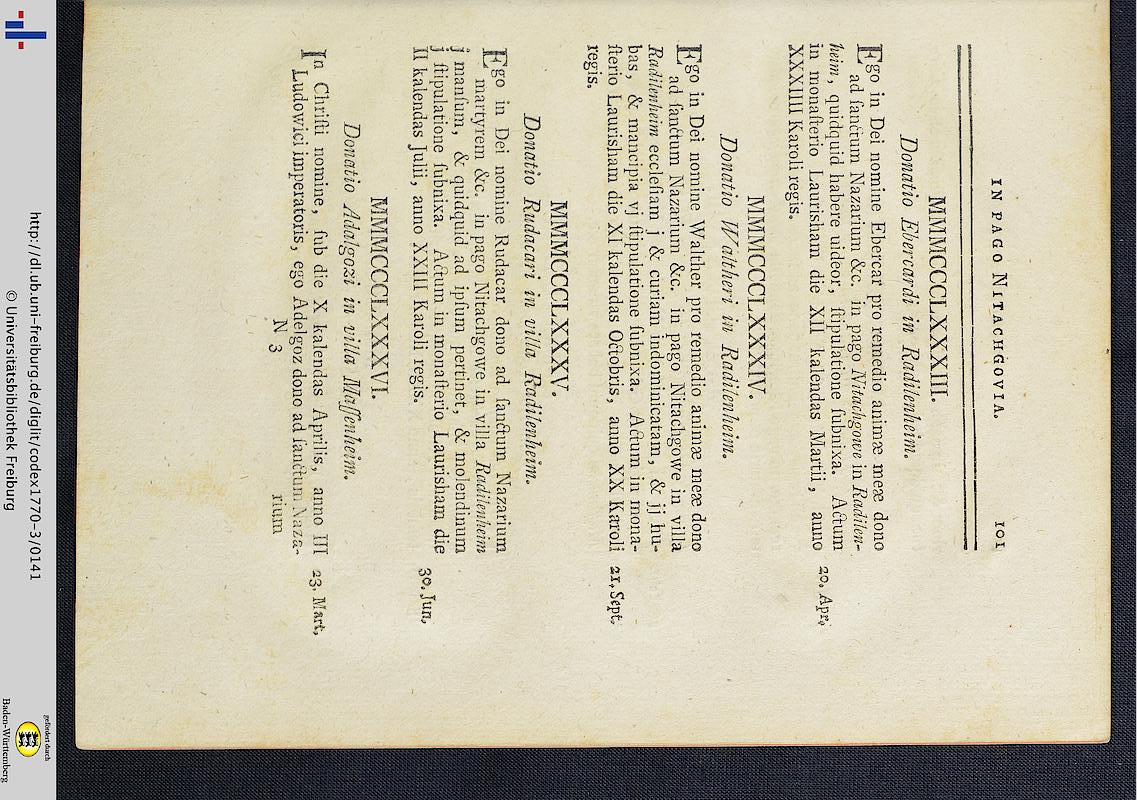 IN PAGO NITACHGOVIA. 101
MMMCCCLXXXIII.
Donatio Ebercardi in Radilenheim.
Ego in Dei nomine Ebercar pro remedio animæ meæ dono
ad ſanctum Nazarium &c. in pago Nitachgowe in Radilen-
heim, quidquid habere uideor, ſtipulatione ſubnixa. Actum
in monaſterio Laurisham die XII kalendas Martii, anno 20. Apr.
XXXIIII Karoli regis.
MMMCCCLXXXIV.
Donatio Waltheri in Radilenheim.
Ego in Dei nomine Walther pro remedio animæ meæ dono
ad ſanctum Nazarium &c. in pago Nitachgowe in villa
Radilenheim eccleſiam j & curiam indominicatam, & jj hu-
bas, & mancipia vj ſtipulatione ſubnixa. Actum in mona-
ſterio Laurisham die XI kalendas Octobris, anno XX Karoli 21. Sept.
regis.
MMMCCCLXXXV.
Donatio Rudacari in villa Radilenheim.
Ego in Dei nomine Rudacar dono ad ſanctum Nazarium
martyrem &c. in pago Nitachgowe in villa Radilenheim
j manſum, & quidquid ad ipſum pertinet, & molendinum
j ſtipulatione ſubnixa. Actum in monaſterio Laurisham die
II kalendas Julii, anno XXIII Karoli regis. 30. Jun.
MMMCCCLXXXVI.
Donatio Adalgozi in villa Maſſenheim.
In Chriſti nomine, ſub die X kalendas Aprilis, anno III 23. Mart.
Ludowici imperatoris, ego Adelgoz dono ad ſanctum Naza-
N 3 rium
http://dl.ub.uni-freiburg.de/diglit/codex1770-3/0141
© Universitätsbibliothek Freiburg
gefördert durch
Baden-Württemberg